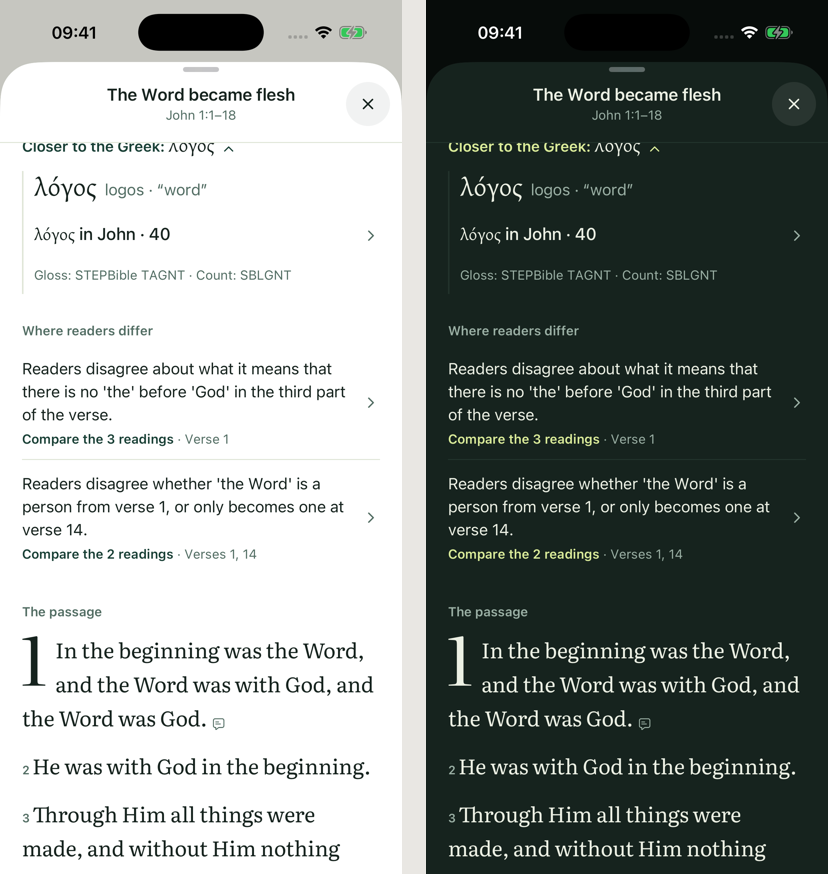 09:41
The Word became flesh
John 1:1–18
Closer to the Greek: λόγος
λόγος logos · “word”
λόγος in John · 40
Gloss: STEPBible TAGNT · Count: SBLGNT
Where readers differ
Readers disagree about what it means that
there is no 'the' before 'God' in the third part
of the verse.
Compare the 3 readings · Verse 1
Readers disagree whether 'the Word' is a
person from verse 1, or only becomes one at
verse 14.
Compare the 2 readings · Verses 1, 14
The passage
1 In the beginning was the Word,
and the Word was with God, and
the Word was God.
2 He was with God in the beginning.
3 Through Him all things were
made, and without Him nothing
09:41
The Word became flesh
John 1:1–18
Closer to the Greek: λόγος
λόγος logos · “word”
λόγος in John · 40
Gloss: STEPBible TAGNT · Count: SBLGNT
Where readers differ
Readers disagree about what it means that
there is no 'the' before 'God' in the third part
of the verse.
Compare the 3 readings · Verse 1
Readers disagree whether 'the Word' is a
person from verse 1, or only becomes one at
verse 14.
Compare the 2 readings · Verses 1, 14
The passage
1 In the beginning was the Word,
and the Word was with God, and
the Word was God.
2 He was with God in the beginning.
3 Through Him all things were
made, and without Him nothing